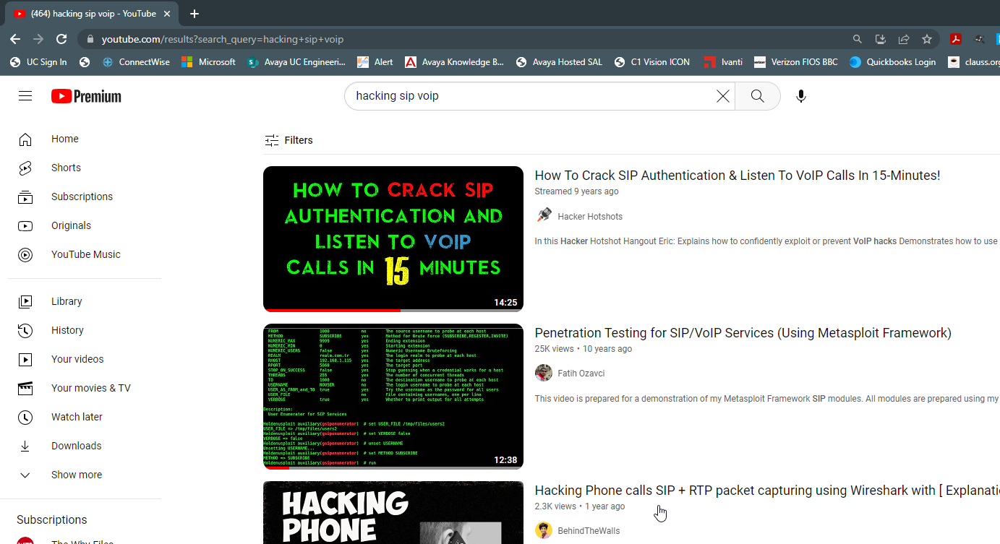 (464) hacking sip voip - YouTube
youtube.com/results?search_query=hacking+sip+voip
UC Sign In
ConnectWise
Microsoft
Avaya UC Engineeri...
Alert
Avaya Knowledge B...
Avaya Hosted SAL
C1 Vision ICON
Ivanti
Verizon FIOS BBC
Quickbooks Login
clauss.org
Premium
hacking sip voip
Home
Shorts
Subscriptions
Originals
YouTube Music
Library
History
Your videos
Your movies & TV
Watch later
Downloads
Show more
Subscriptions
The Why Files
Filters
HOW TO CRACK SIP
AUTHENTICATION AND
LISTEN TO VOIP
CALLS IN 15 MINUTES
14:25
How To Crack SIP Authentication & Listen To VoIP Calls In 15-Minutes!
Streamed 9 years ago
Hacker Hotshots
In this Hacker Hotshot Hangout Eric: Explains how to confidently exploit or prevent VoIP hacks Demonstrates how to use
FROM 1000 no The source username to probe at each host
METHOD SUBSCRIBE yes Method for Brute Force (SUBSCRIBE,REGISTER,INVITE)
NUMERIC_MAX 9999 yes Ending extension
NUMERIC_MIN 0 yes Starting extension
NUMERIC_USERS false yes Numeric Username Bruteforcing
REALM realm.com.tr yes The login realm to probe at each host
RHOST 192.168.1.115 yes The target address
RPORT 5060 yes The target port
STOP_ON_SUCCESS false yes Stop guessing when a credential works for a host
THREADS 255 yes The number of concurrent threads
TO 1000 no The destination username to probe at each host
USERNAME NOUSER no The login username to probe at each host
USER_AS_FROM_and_TO true yes Try the username as the password for all users
USER_FILE no File containing usernames, one per line
VERBOSE true yes Whether to print output for all attempts
Description:
User Enumerator for SIP Services
Holdenusploit auxiliary(gsipenumerator) # set USER_FILE /tmp/files/users2
USER_FILE => /tmp/files/users2
Holdenusploit auxiliary(gsipenumerator) # set VERBOSE false
VERBOSE => false
Holdenusploit auxiliary(gsipenumerator) # unset USERNAME
Unsetting USERNAME...
Holdenusploit auxiliary(gsipenumerator) # set METHOD SUBSCRIBE
METHOD => SUBSCRIBE
Holdenusploit auxiliary(gsipenumerator) # run
12:38
Penetration Testing for SIP/VoIP Services (Using Metasploit Framework)
25K views • 10 years ago
Fatih Ozavci
This video is prepared for a demonstration of my Metasploit Framework SIP modules. All modules are prepared using my
HACKING
PHONE
Hacking Phone calls SIP + RTP packet capturing using Wireshark with [ Explanati
2.3K views • 1 year ago
BehindTheWalls